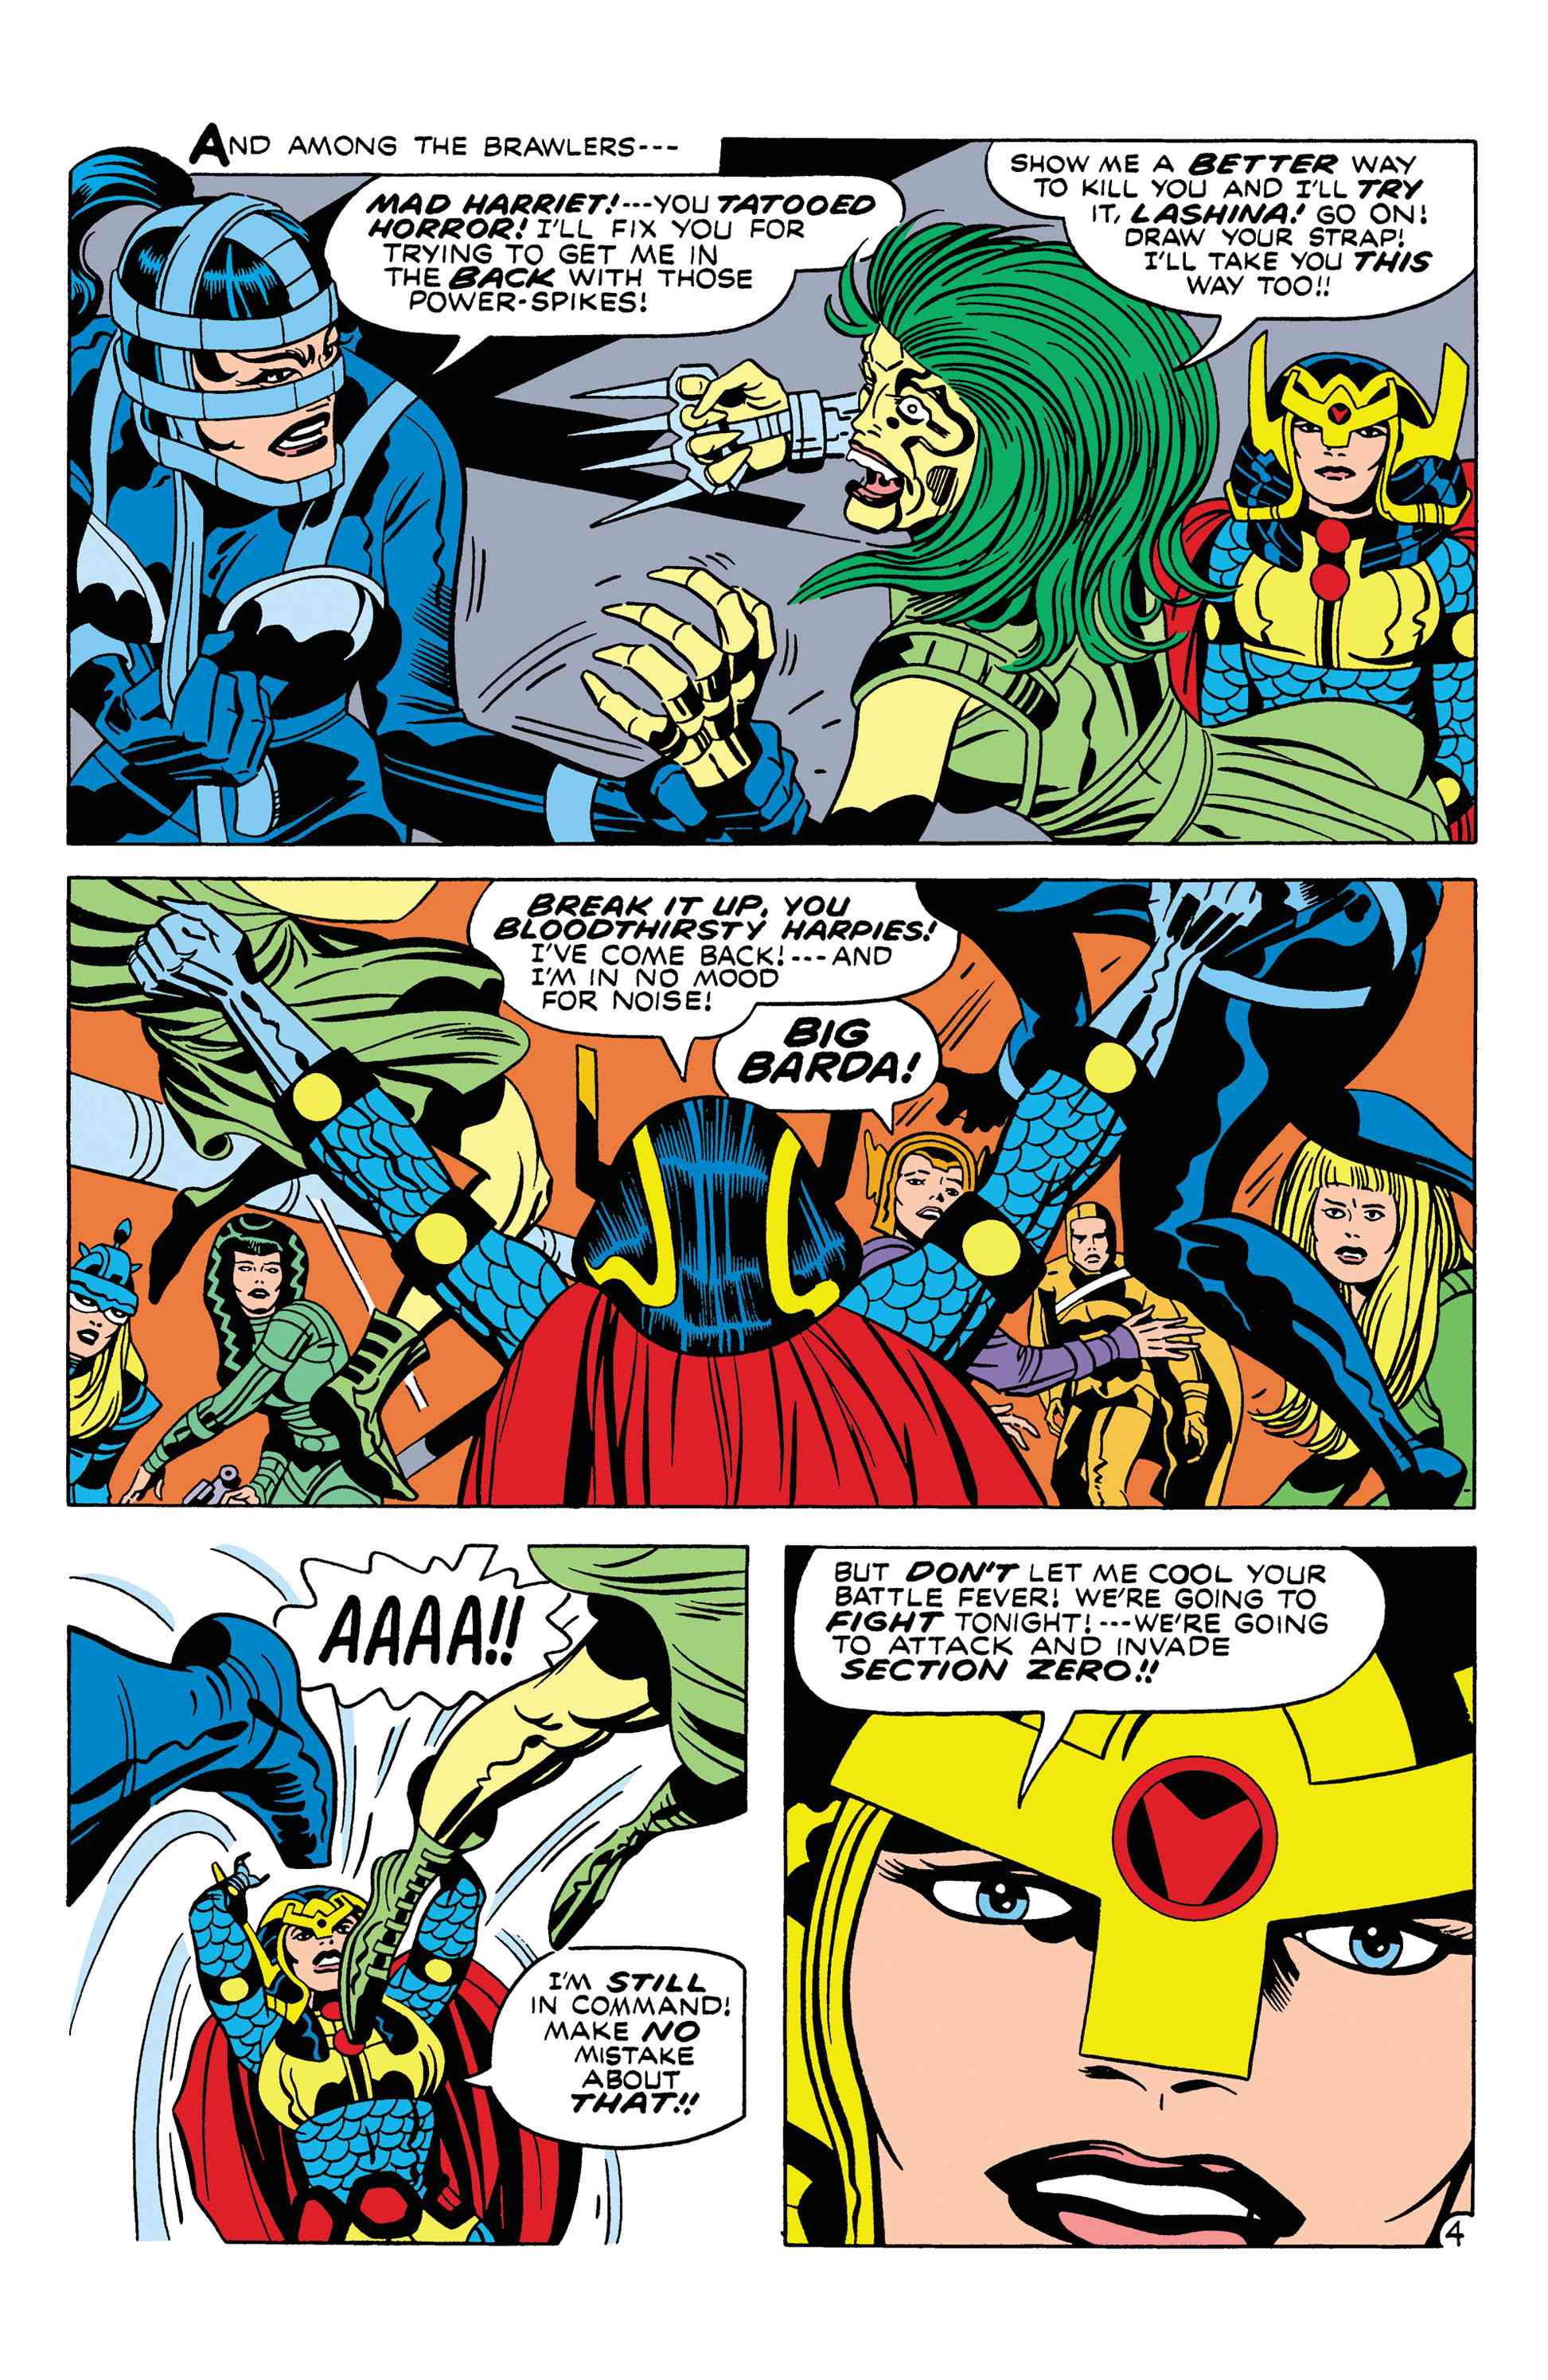 AND AMONG THE BRAWLERS---
MAD HARRIET!---YOU TATOOED
HORROR! I'LL FIX YOU FOR
TRYING TO GET ME IN
THE BACK WITH THOSE
POWER-SPIKES!
SHOW ME A BETTER WAY
TO KILL YOU AND I'LL TRY
IT, LASHINA! GO ON!
DRAW YOUR STRAP!
I'LL TAKE YOU THIS
WAY TOO!!
BREAK IT UP, YOU
BLOODTHIRSTY HARPIES!
I'VE COME BACK!---AND
I'M IN NO MOOD
FOR NOISE!
BIG
BARDA!
AAAA!!
I'M STILL
IN COMMAND!
MAKE NO
MISTAKE
ABOUT
THAT!!
BUT DON'T LET ME COOL YOUR
BATTLE FEVER! WE'RE GOING TO
FIGHT TONIGHT!---WE'RE GOING
TO ATTACK AND INVADE
SECTION ZERO!!
4